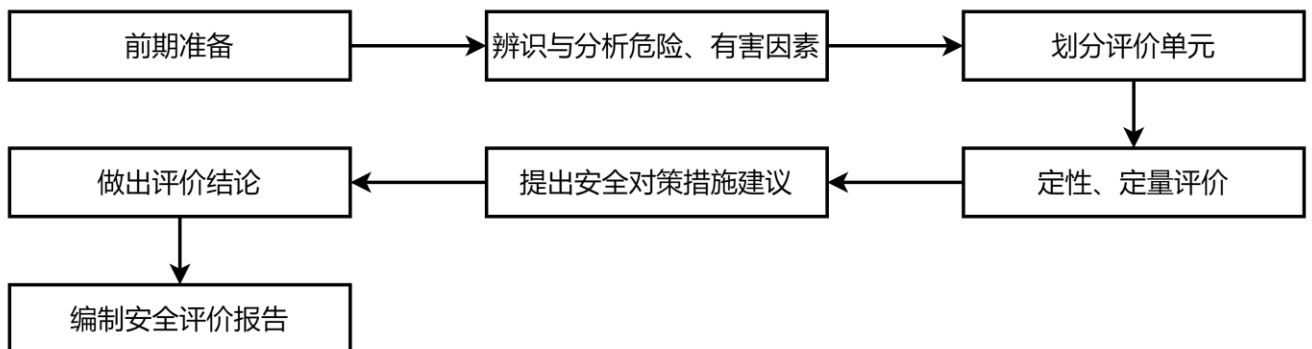 前期准备
辨识与分析危险、有害因素
划分评价单元
定性、定量评价
提出安全对策措施建议
做出评价结论
编制安全评价报告